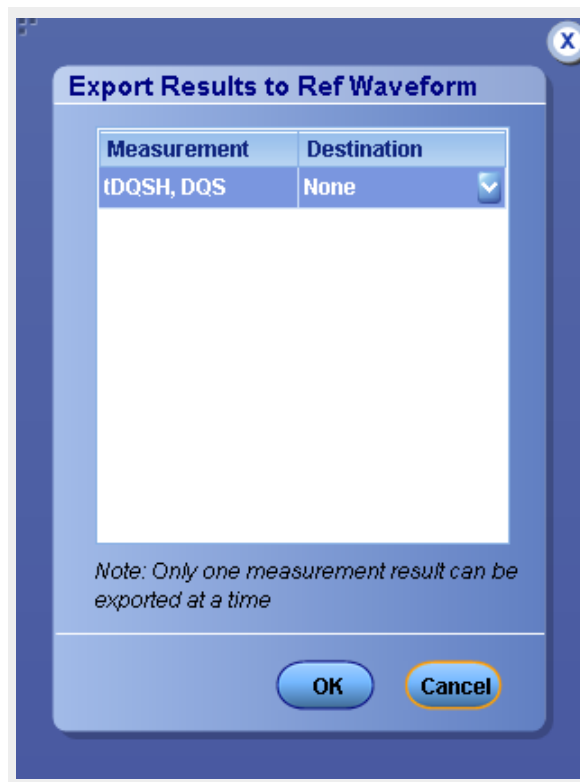 X
Export Results to Ref Waveform
Measurement Destination
tDQSH, DQS None
Note: Only one measurement result can be
exported at a time
OK Cancel